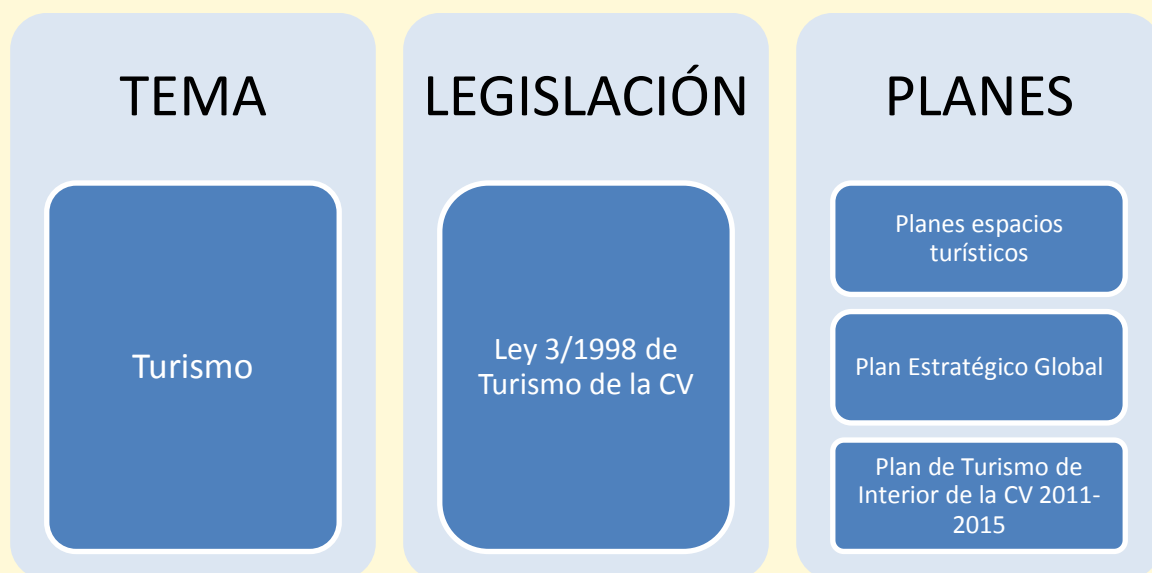 TEMA
Turismo
LEGISLACIÓN
Ley 3/1998 de
Turismo de la CV
PLANES
Planes espacios
turísticos
Plan Estratégico Global
Plan de Turismo de
Interior de la CV 2011-
2015